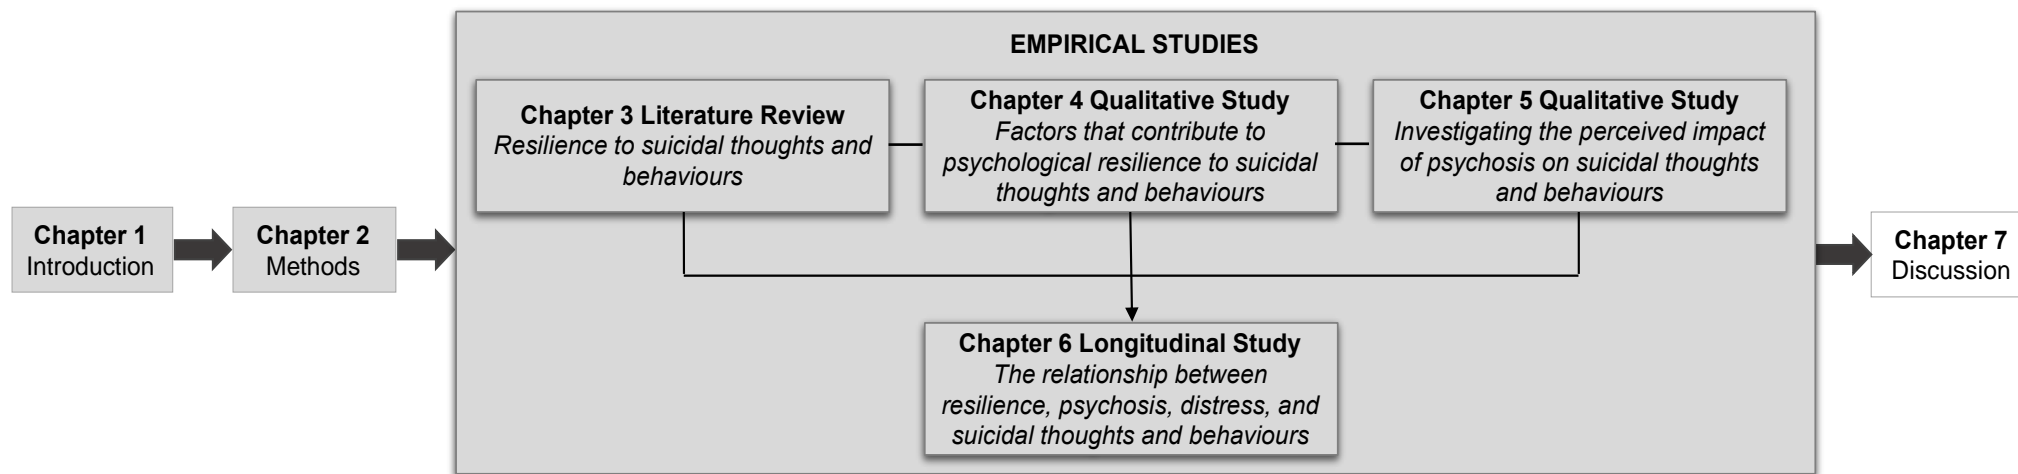 EMPIRICAL STUDIES
Chapter 3 Literature Review
Resilience to suicidal thoughts and
behaviours
Chapter 4 Qualitative Study
Factors that contribute to
psychological resilience to suicidal
thoughts and behaviours
Chapter 5 Qualitative Study
Investigating the perceived impact
of psychosis on suicidal thoughts
and behaviours
Chapter 1
Introduction
Chapter 2
Methods
Chapter 7
Discussion
Chapter 6 Longitudinal Study
The relationship between
resilience, psychosis, distress, and
suicidal thoughts and behaviours